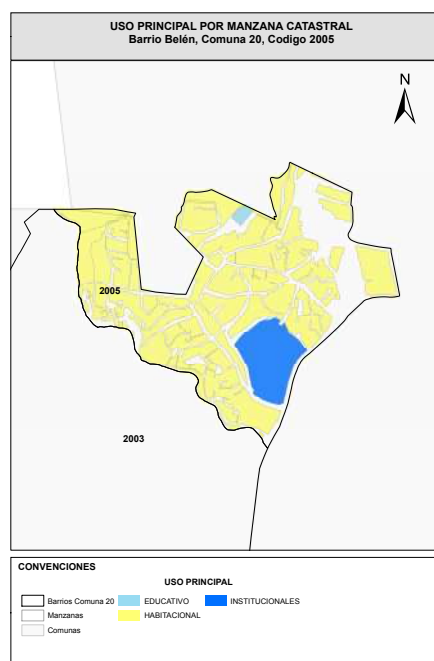 USO PRINCIPAL POR MANZANA CATASTRAL
Barrio Belén, Comuna 20, Codigo 2005
N
2005
2003
CONVENCIONES
USO PRINCIPAL
Barrios Comuna 20 EDUCATIVO INSTITUCIONALES
Manzanas HABITACIONAL
Comunas